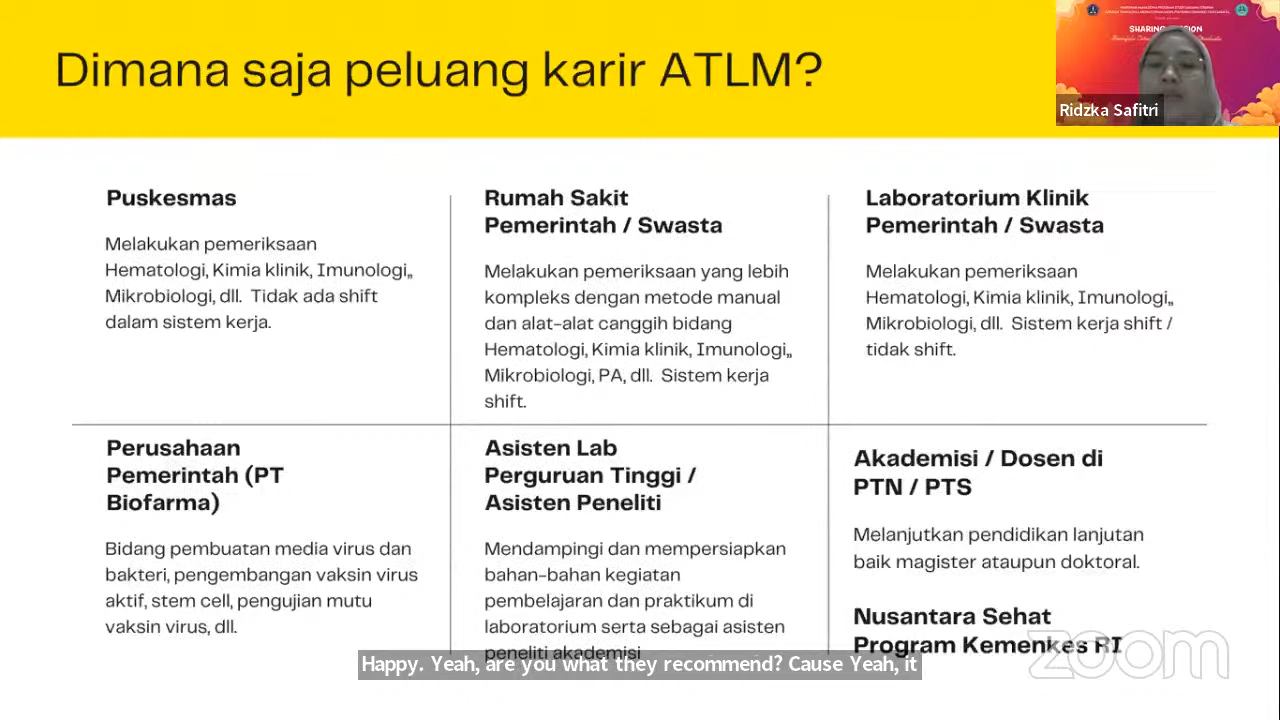 Dimana saja peluang karir ATLM?
SHARING SESSION
Ridzka Safitri
Puskesmas
Melakukan pemeriksaan
Hematologi, Kimia klinik, Imunologi,,
Mikrobiologi, dll. Tidak ada shift
dalam sistem kerja.
Rumah Sakit
Pemerintah / Swasta
Melakukan pemeriksaan yang lebih
kompleks dengan metode manual
dan alat-alat canggih bidang
Hematologi, Kimia klinik, Imunologi,,
Mikrobiologi, PA, dll. Sistem kerja
shift.
Laboratorium Klinik
Pemerintah / Swasta
Melakukan pemeriksaan
Hematologi, Kimia klinik, Imunologi,,
Mikrobiologi, dll. Sistem kerja shift /
tidak shift.
Perusahaan
Pemerintah (PT
Biofarma)
Bidang pembuatan media virus dan
bakteri, pengembangan vaksin virus
aktif, stem cell, pengujian mutu
vaksin virus, dll.
Asisten Lab
Perguruan Tinggi /
Asisten Peneliti
Mendampingi dan mempersiapkan
bahan-bahan kegiatan
pembelajaran dan praktikum di
laboratorium serta sebagai asisten
peneliti akademisi
Akademisi / Dosen di
PTN / PTS
Melanjutkan pendidikan lanjutan
baik magister ataupun doktoral.
Nusantara Sehat
Program Kemenkes RI
Happy. Yeah, are you what they recommend? Cause Yeah, it
zoom